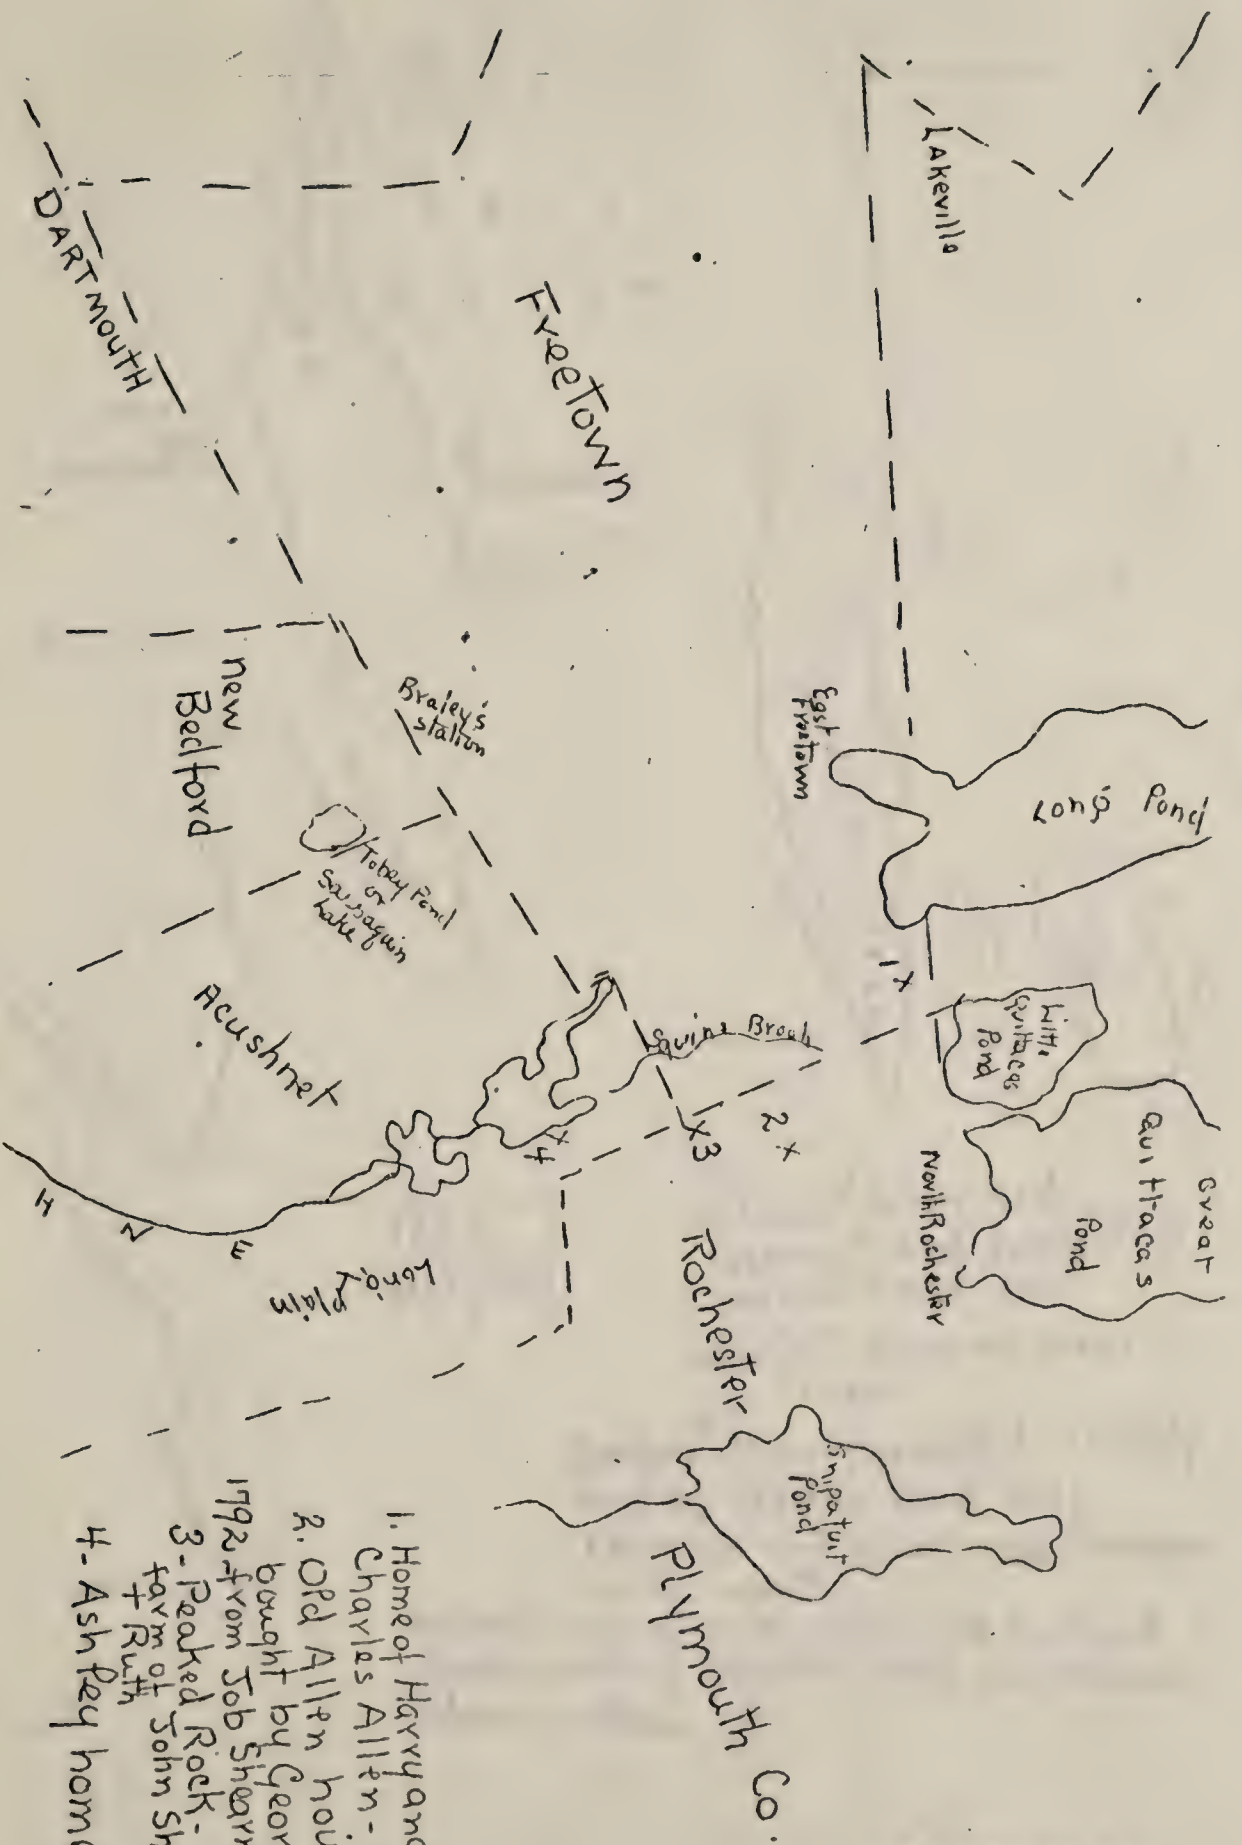 Lakeville
Long Pond
Great
Quittacas
Pond
Little
Quittacas
Pond
North Rochester
1 x
East
Freetown
Freetown
Squine Brook
2 x
x3
x
4
Rochester
Snipatuit
Pond
Plymouth Co.
DARTMOUTH
Braley's
station
new
Bedford
Tobey Pond
or
Sassaquin
Lake
Acushnet
Long
plain
H
N
E
1. Home of Harry and
Charles Allen-
2. Old Allen hou
bought by Geor
1792-from Job Shearm
3-Peaked Rock-
farm of John Sh
+ Ruth
4-Ashley home